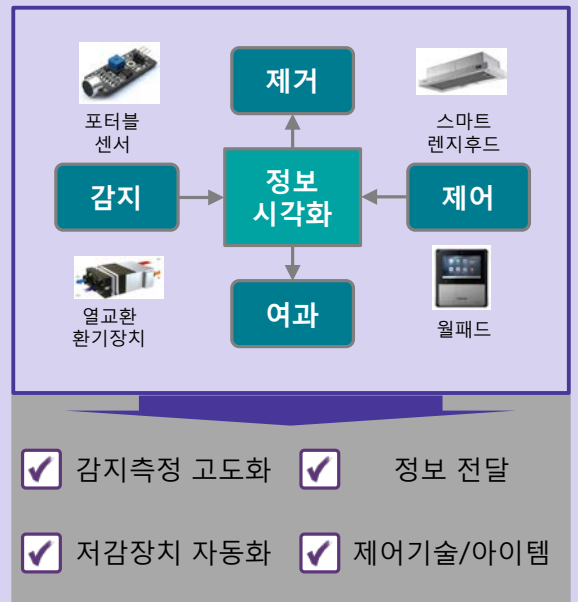 제거
포터블
센서
스마트
렌지후드
감지
정보
시각화
제어
열교환
환기장치
여과
월패드
감지측정 고도화
정보 전달
저감장치 자동화
제어기술/아이템